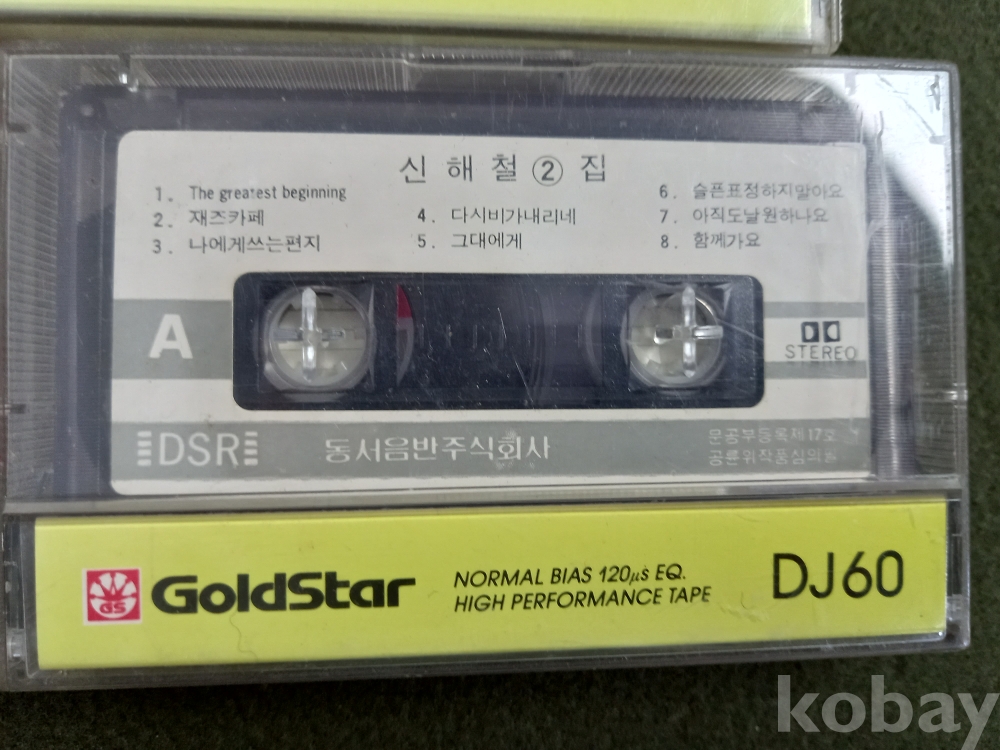 신해철 ② 집
1. The greatest beginning
2. 재즈카페
3. 나에게쓰는편지
4. 다시비가내리네
5. 그대에게
6. 슬픈표정하지말아요
7. 아직도날원하나요
8. 함께가요
A
STEREO
DSR 동서음반주식회사
문공부등록제17호
공륜위작품심의필
GS GoldStar
NORMAL BIAS 120µs EQ.
HIGH PERFORMANCE TAPE
DJ60
kobay